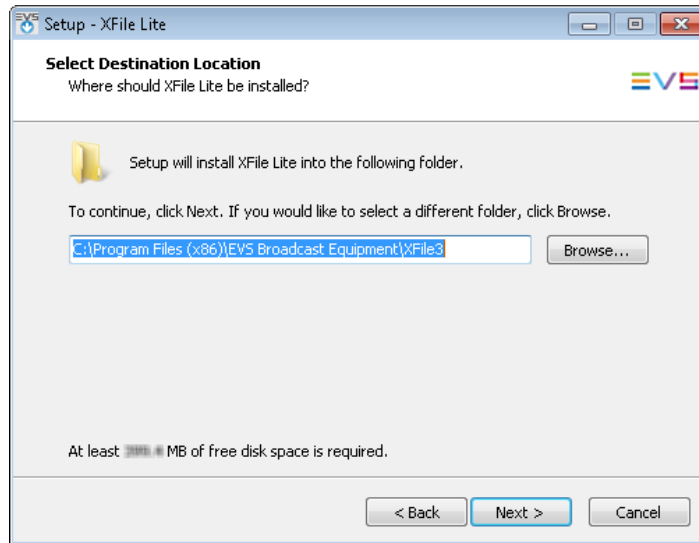 EVS Setup - XFile Lite
Select Destination Location
Where should XFile Lite be installed?
EVS
Setup will install XFile Lite into the following folder.
To continue, click Next. If you would like to select a different folder, click Browse.
C:\Program Files (x86)\EVS Broadcast Equipment\XFile3
Browse...
At least MB of free disk space is required.
< Back Next > Cancel